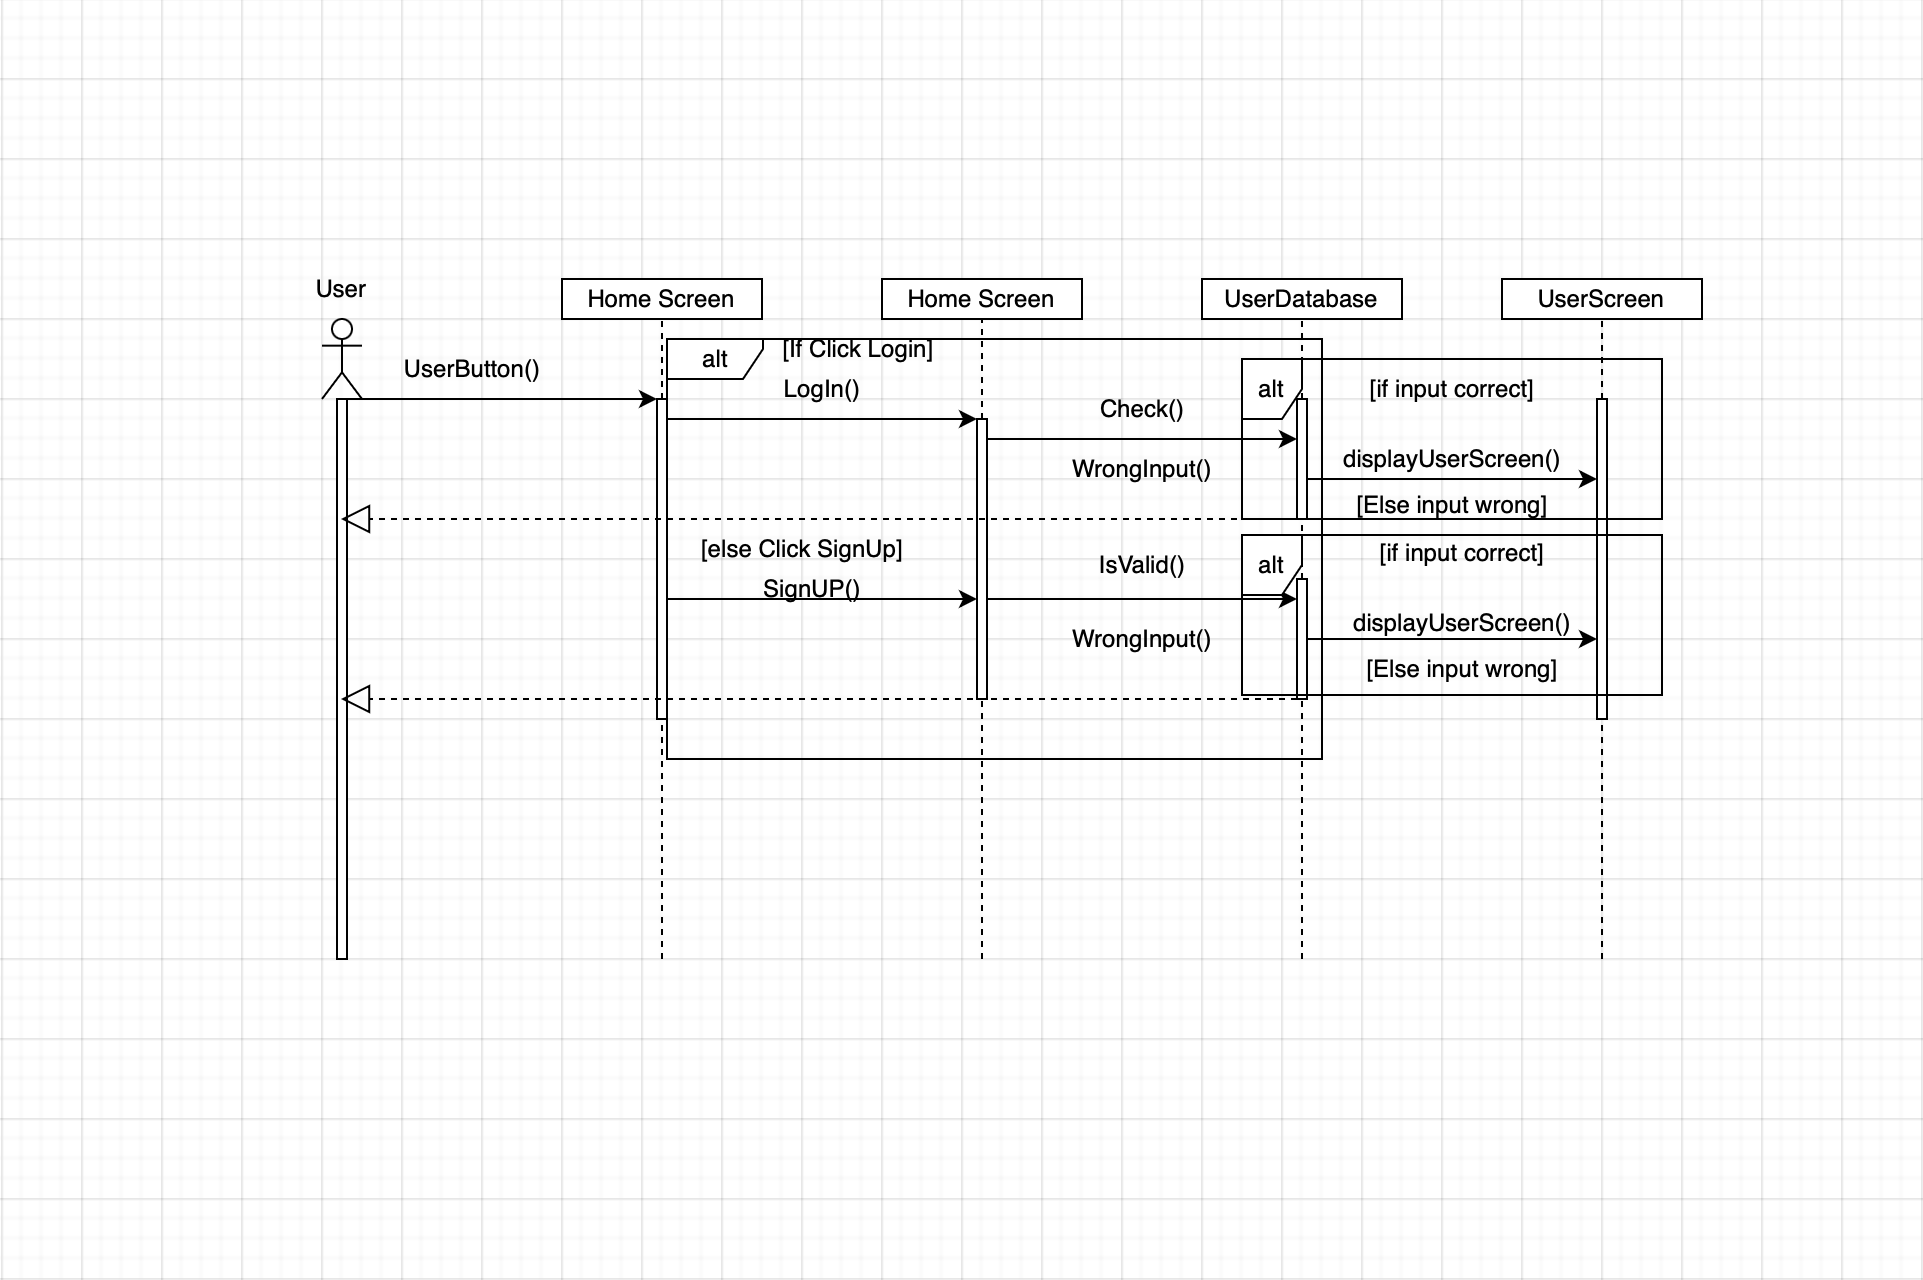 User
Home Screen
Home Screen
UserDatabase
UserScreen
alt
[If Click Login]
UserButton()
LogIn()
alt
[if input correct]
Check()
displayUserScreen()
WrongInput()
[Else input wrong]
[else Click SignUp]
SignUP()
IsValid()
alt
[if input correct]
displayUserScreen()
WrongInput()
[Else input wrong]